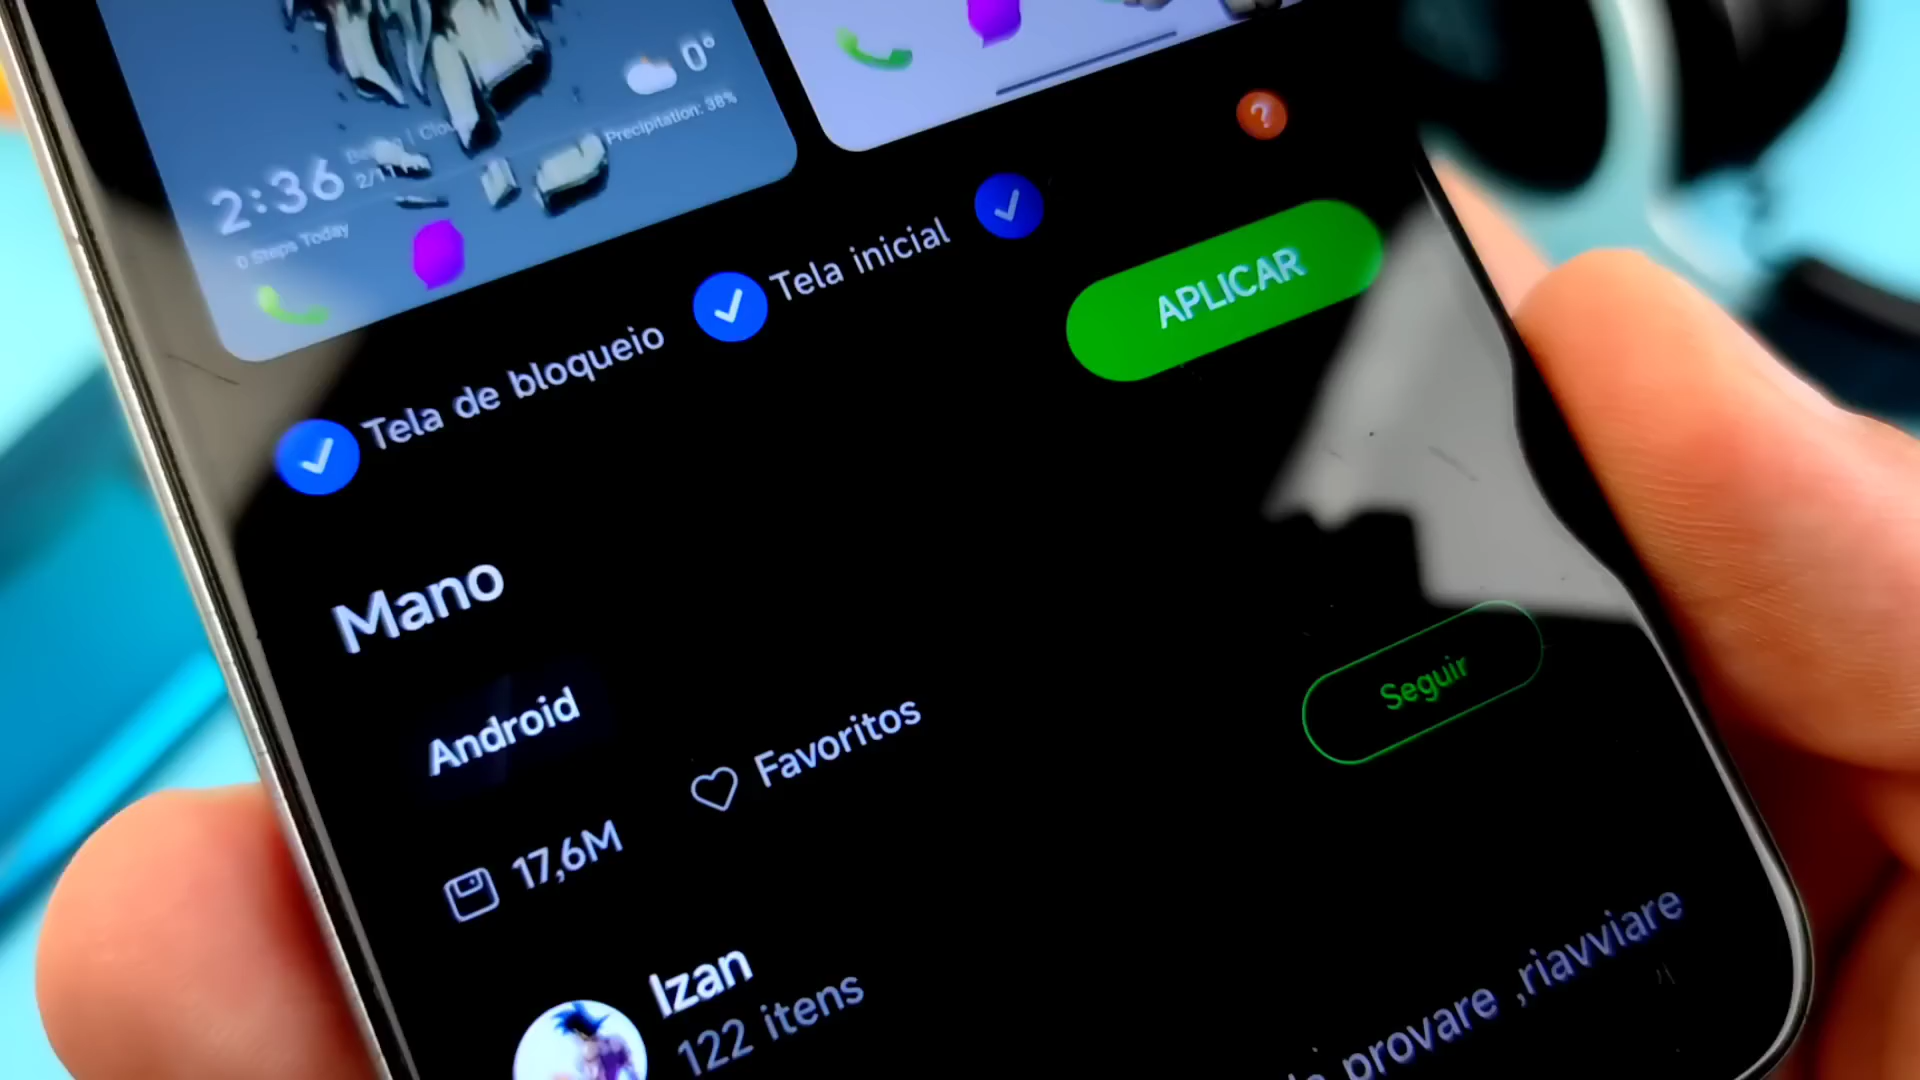 0°
Precipitation: 38%
2:36
0 Steps Today
?
Tela inicial
APLICAR
Tela de bloqueio
Mano
Android
Favoritos
Seguir
17,6M
Izan
122 itens
provare ,riavviare